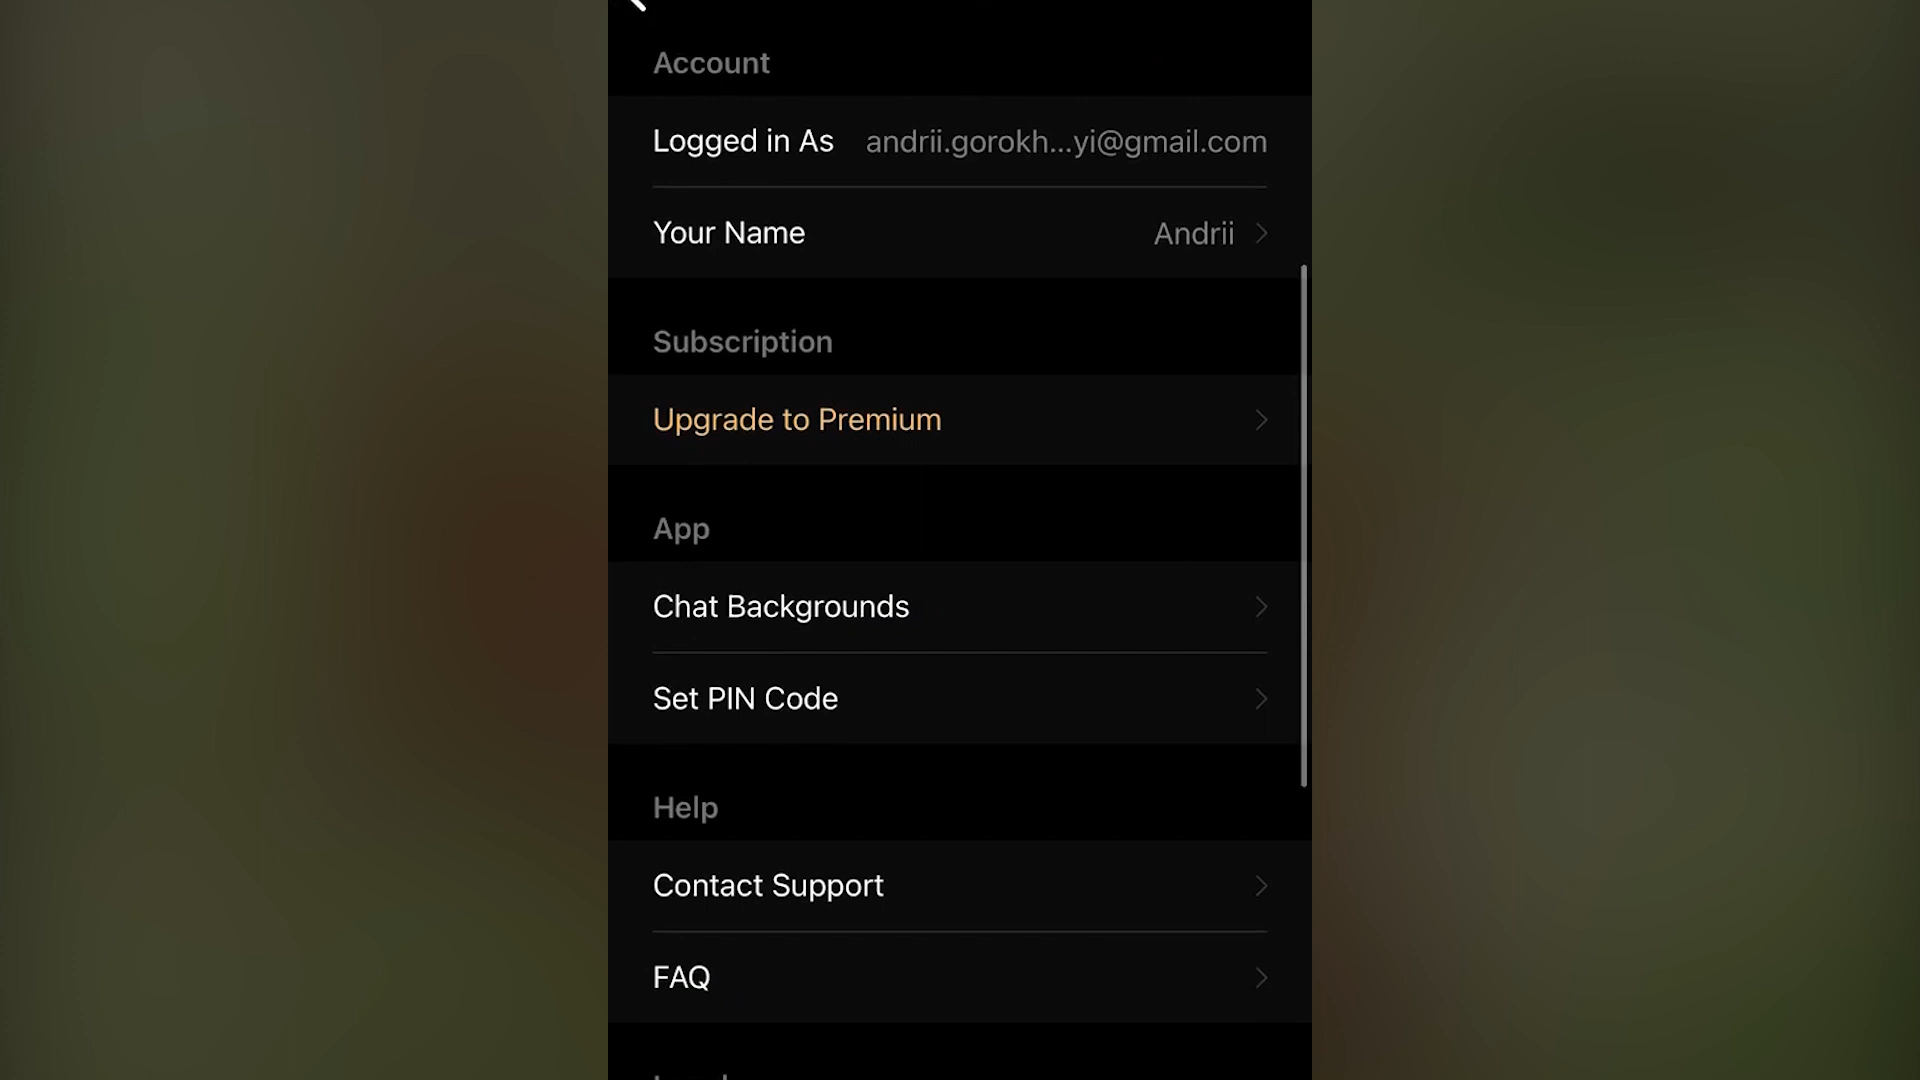 Account
Logged in As andrii.gorokh...yi@gmail.com
Your Name Andrii
Subscription
Upgrade to Premium
App
Chat Backgrounds
Set PIN Code
Help
Contact Support
FAQ